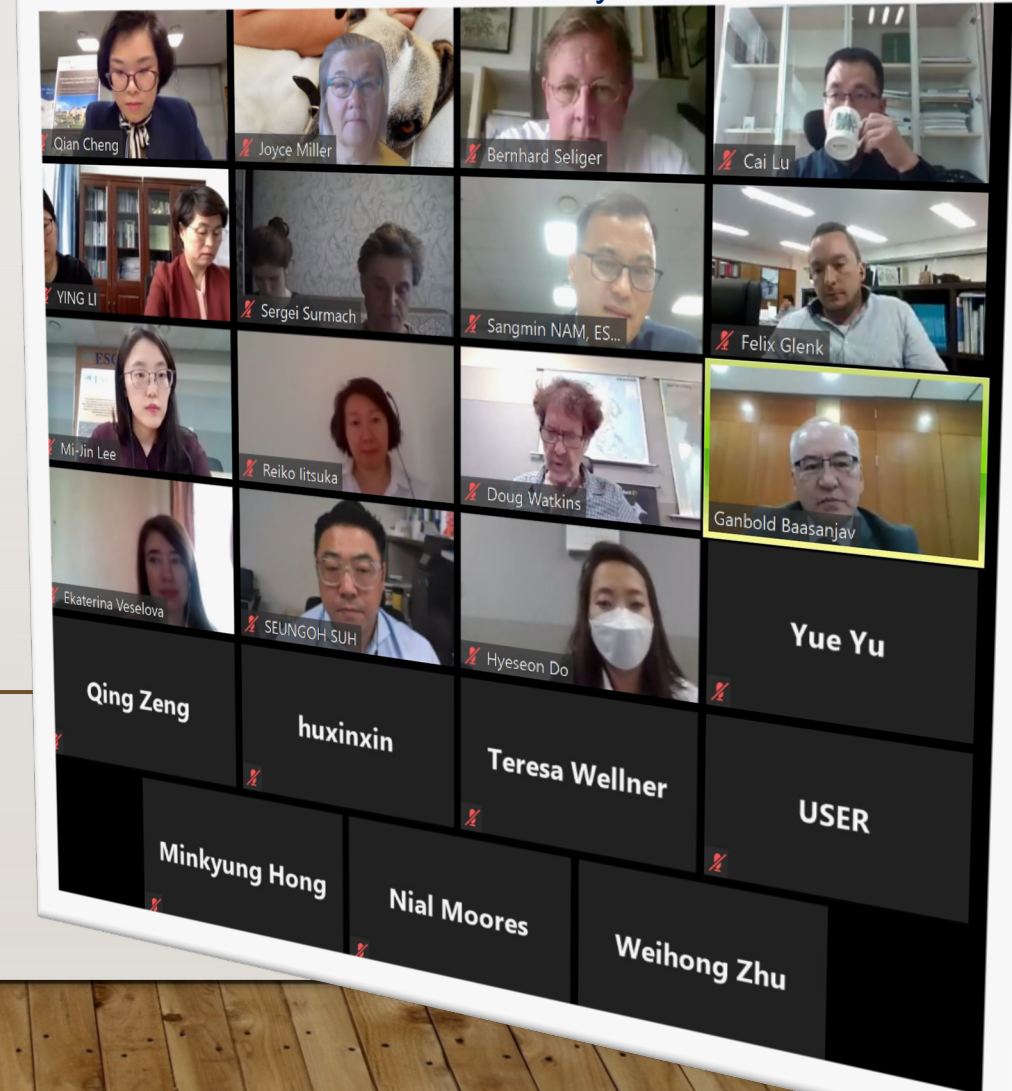 Qian Cheng
Joyce Miller
Bernhard Seliger
Cai Lu
YING LI
Sergei Surmach
Sangmin NAM, ES...
Felix Glenk
ESC
Mi-Jin Lee
Reiko Iitsuka
Doug Watkins
Ganbold Baasanjav
Ekaterina Veselova
SEUNGOH SUH
Hyeseon Do
Yue Yu
Qing Zeng
huxinxin
Teresa Wellner
USER
Minkyung Hong
Nial Moores
Weihong Zhu